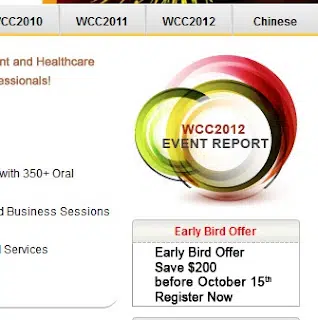 WCC2010 WCC2011 WCC2012 Chinese
nt and Healthcare
essionals!
WCC2012
EVENT REPORT
with 350+ Oral
d Business Sessions
l Services
Early Bird Offer
Early Bird Offer
Save $200
before October 15th
Register Now